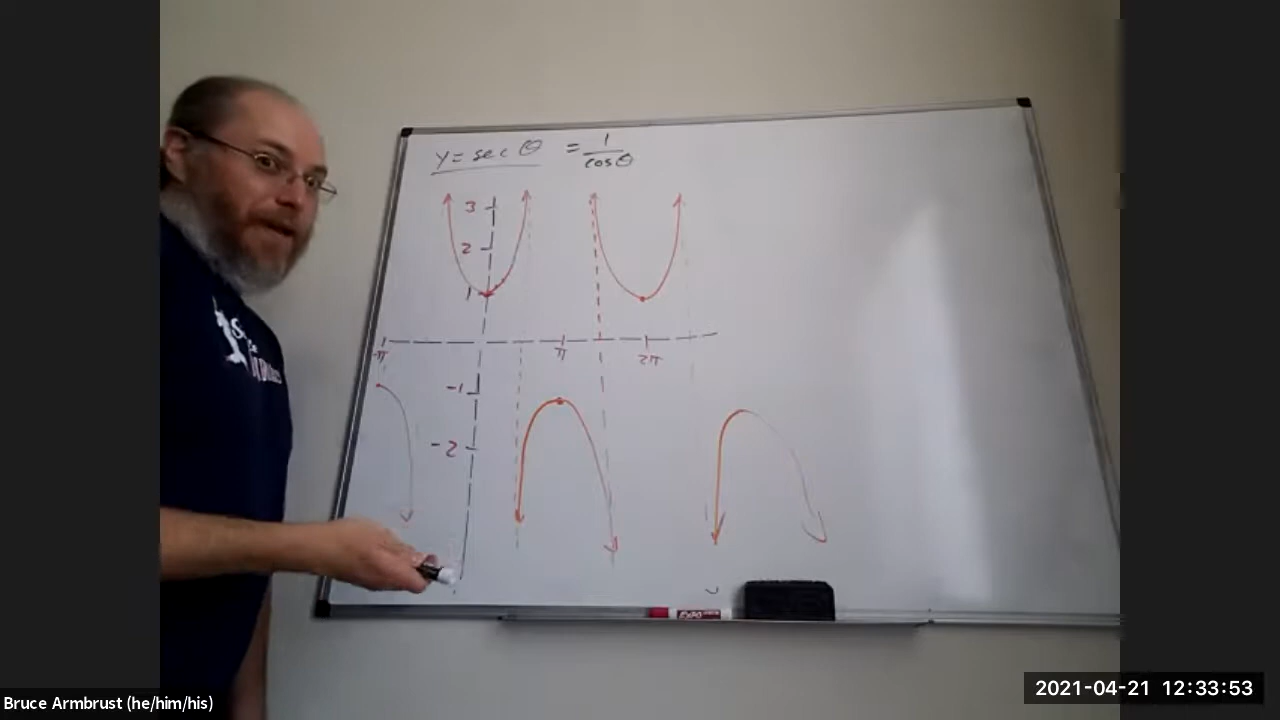 y = sec θ = 1/cos θ
3
2
1
-π π 2π
-1
-2
EXPO
Bruce Armbrust (he/him/his)
2021-04-21 12:33:53